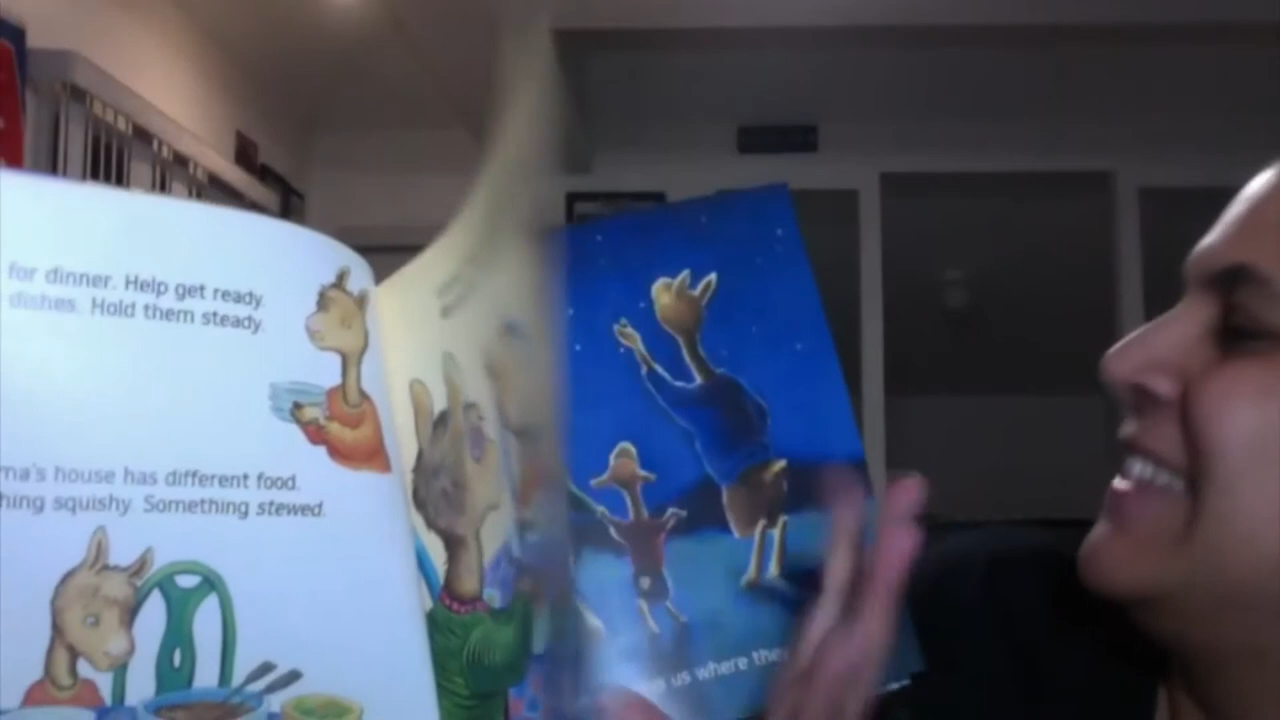 for dinner. Help get ready.
dishes. Hold them steady.
ma's house has different food.
hing squishy. Something stewed.
us where the